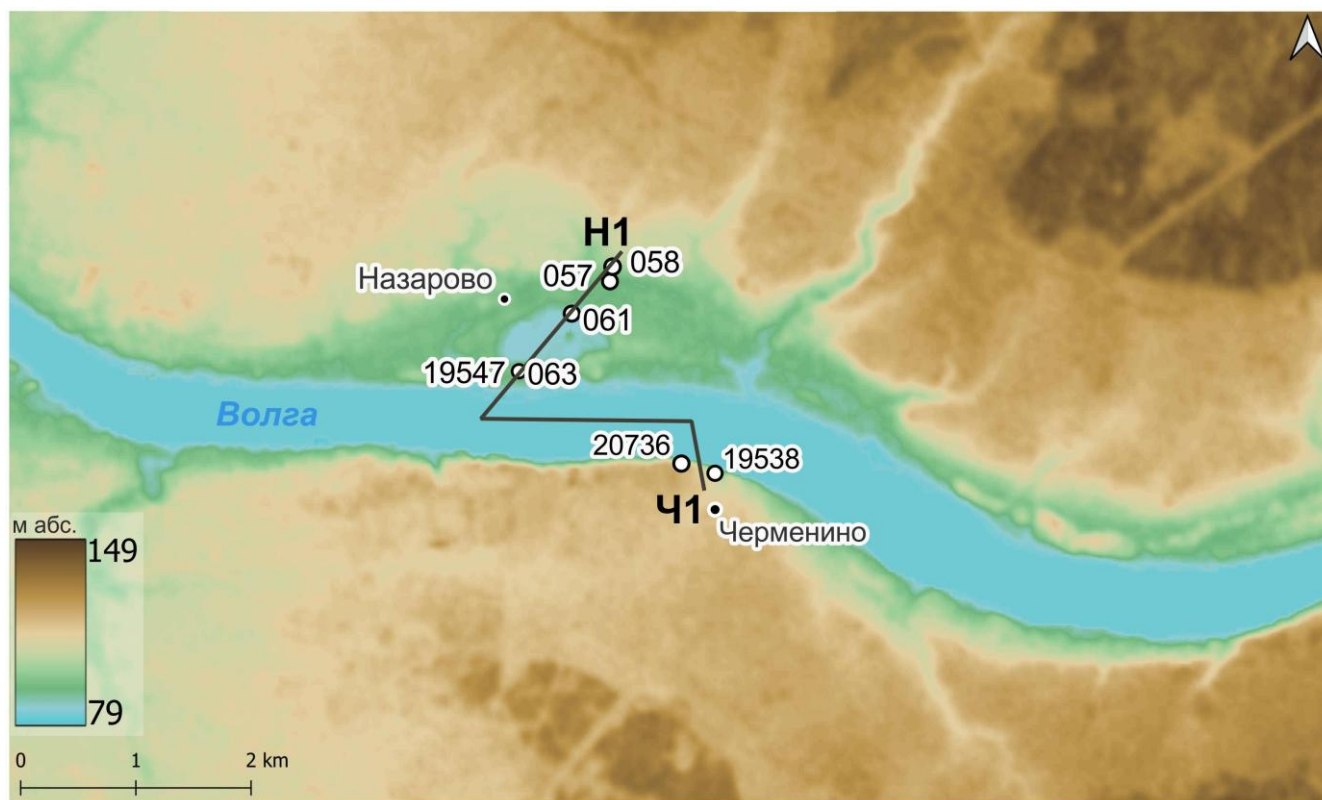 Н1
058
057
Назарово
061
19547
063
Волга
20736
19538
Ч1
Черменино
м абс.
149
79
0 1 2 km